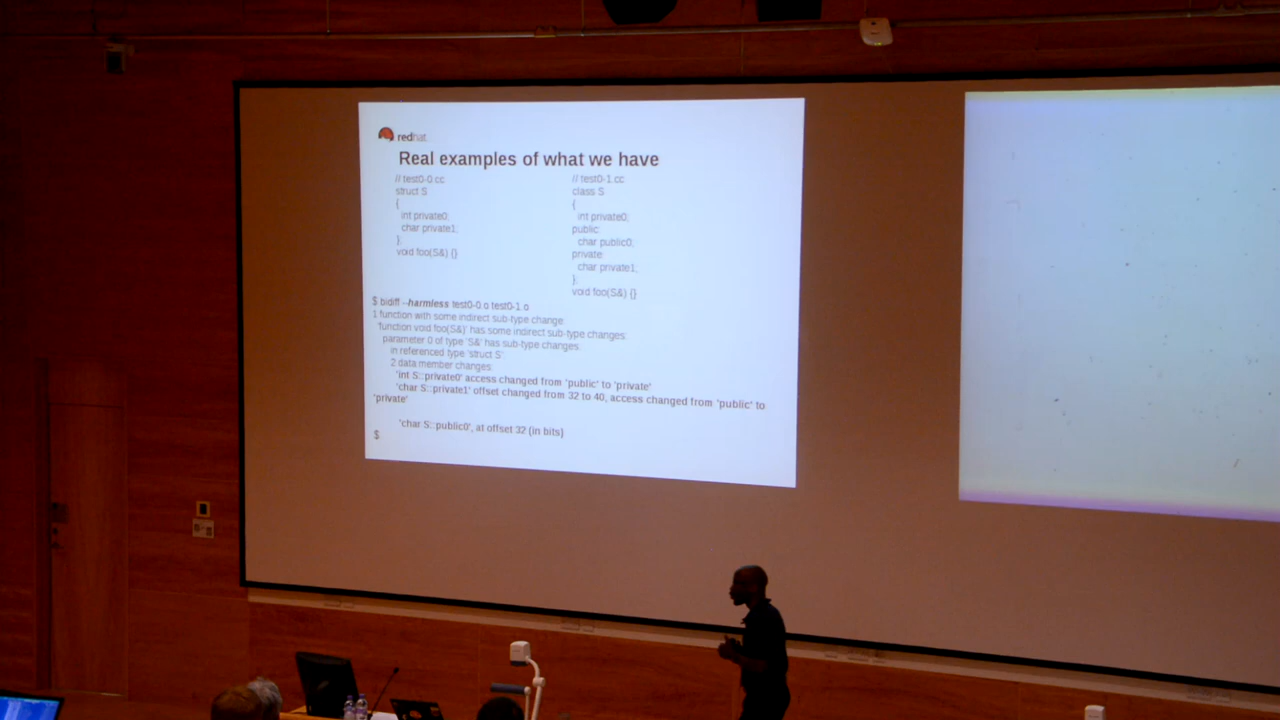 redhat.
Real examples of what we have
// test0-0.cc
struct S
{
int private0;
char private1;
};
void foo(S&) {}
// test0-1.cc
class S
{
int private0;
public:
char public0;
private:
char private1;
};
void foo(S&) {}
$ bidiff --harmless test0-0.o test0-1.o
1 function with some indirect sub-type change:
'function void foo(S&)' has some indirect sub-type changes:
parameter 0 of type 'S&' has sub-type changes:
in referenced type 'struct S':
2 data member changes:
'int S::private0' access changed from 'public' to 'private'
'char S::private1' offset changed from 32 to 40, access changed from 'public' to
'private'
'char S::public0', at offset 32 (in bits)
$